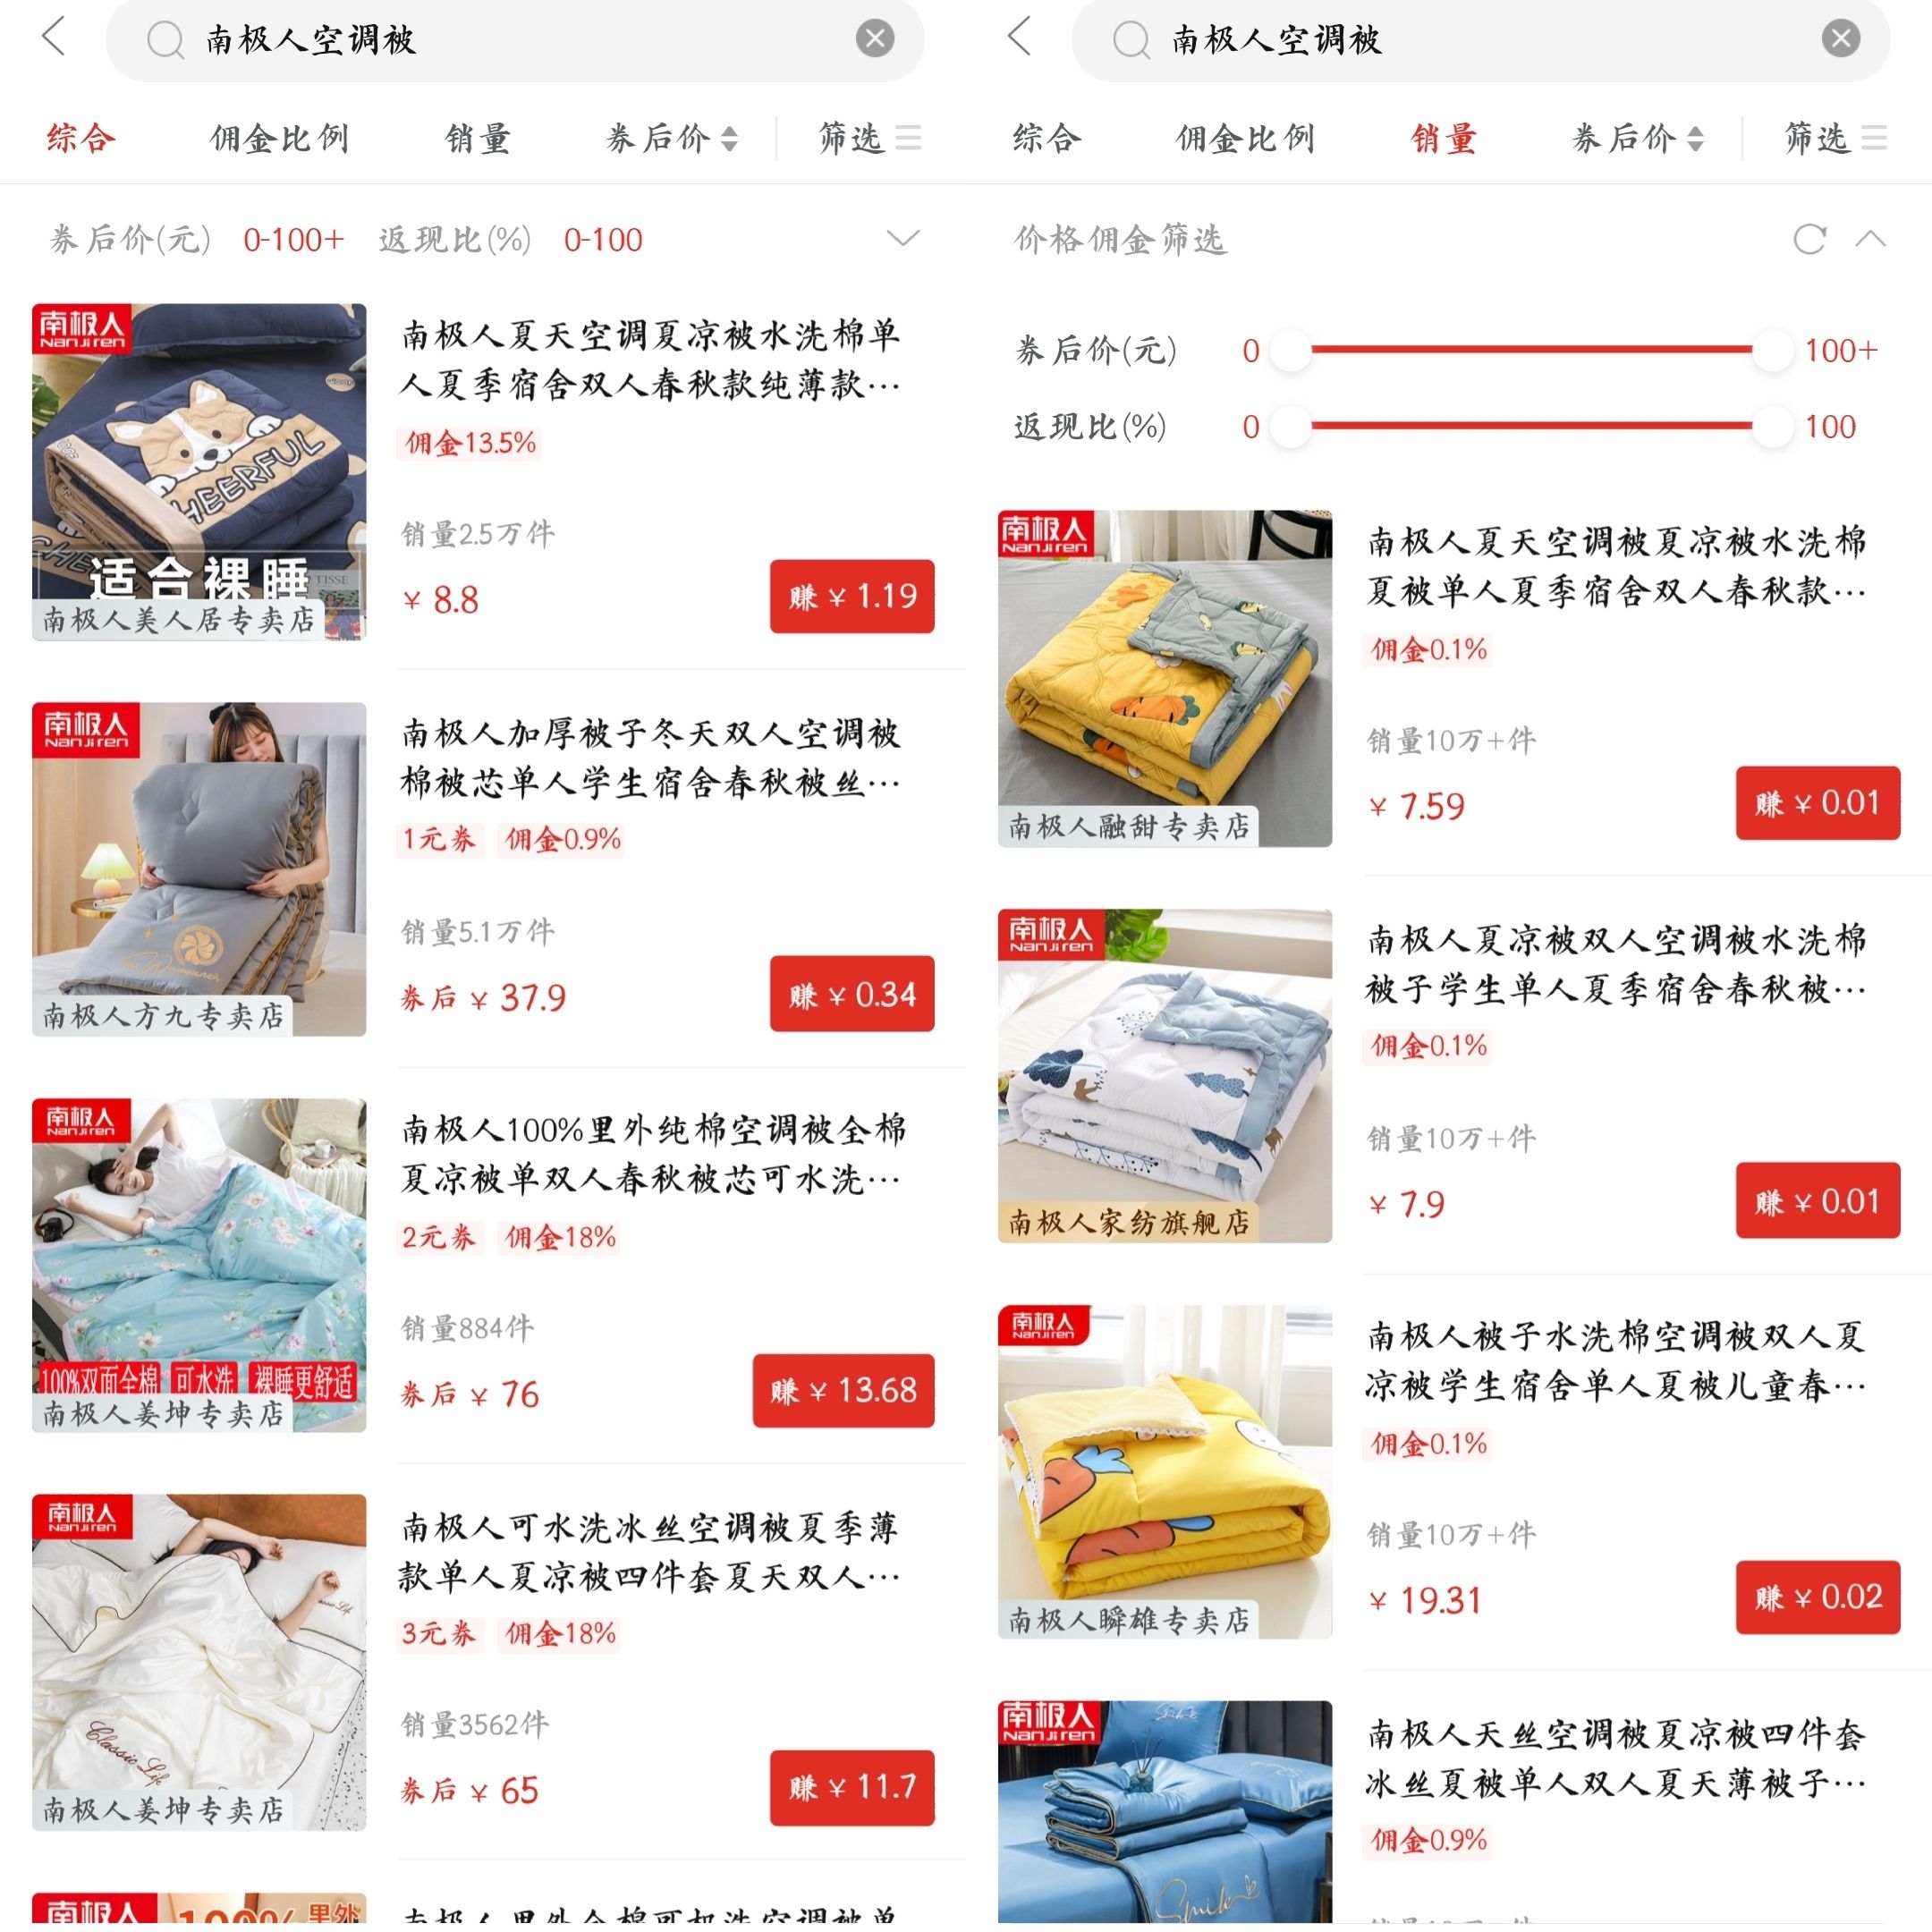 南极人空调被
综合 佣金比例 销量 券后价 筛选
券后价(元) 0-100+ 返现比(%) 0-100
南极人
Nanjiren
CHEERFUL
适合裸睡
南极人美人居专卖店
南极人夏天空调夏凉被水洗棉单
人夏季宿舍双人春秋款纯薄款…
佣金13.5%
销量2.5万件
¥ 8.8
赚 ¥ 1.19
南极人
Nanjiren
南极人方九专卖店
南极人加厚被子冬天双人空调被
棉被芯单人学生宿舍春秋被丝…
1元券 佣金0.9%
销量5.1万件
券后 ¥ 37.9
赚 ¥ 0.34
南极人
Nanjiren
100%双面全棉 可水洗 裸睡更舒适
南极人姜坤专卖店
南极人100%里外纯棉空调被全棉
夏凉被单双人春秋被芯可水洗…
2元券 佣金18%
销量884件
券后 ¥ 76
赚 ¥ 13.68
南极人
Nanjiren
Classic Life
南极人姜坤专卖店
南极人可水洗冰丝空调被夏季薄
款单人夏凉被四件套夏天双人…
3元券 佣金18%
销量3562件
券后 ¥ 65
赚 ¥ 11.7
南极人
100% 里外
南极人里外全棉可机洗空调被单
南极人空调被
综合 佣金比例 销量 券后价 筛选
价格佣金筛选
券后价(元) 0 100+
返现比(%) 0 100
南极人
Nanjiren
南极人融甜专卖店
南极人夏天空调被夏凉被水洗棉
夏被单人夏季宿舍双人春秋款…
佣金0.1%
销量10万+件
¥ 7.59
赚 ¥ 0.01
南极人
Nanjiren
南极人家纺旗舰店
南极人夏凉被双人空调被水洗棉
被子学生单人夏季宿舍春秋被…
佣金0.1%
销量10万+件
¥ 7.9
赚 ¥ 0.01
南极人
Nanjiren
南极人瞬雄专卖店
南极人被子水洗棉空调被双人夏
凉被学生宿舍单人夏被儿童春…
佣金0.1%
销量10万+件
¥ 19.31
赚 ¥ 0.02
南极人
Nanjiren
Smile
南极人天丝空调被夏凉被四件套
冰丝夏被单人双人夏天薄被子…
佣金0.9%